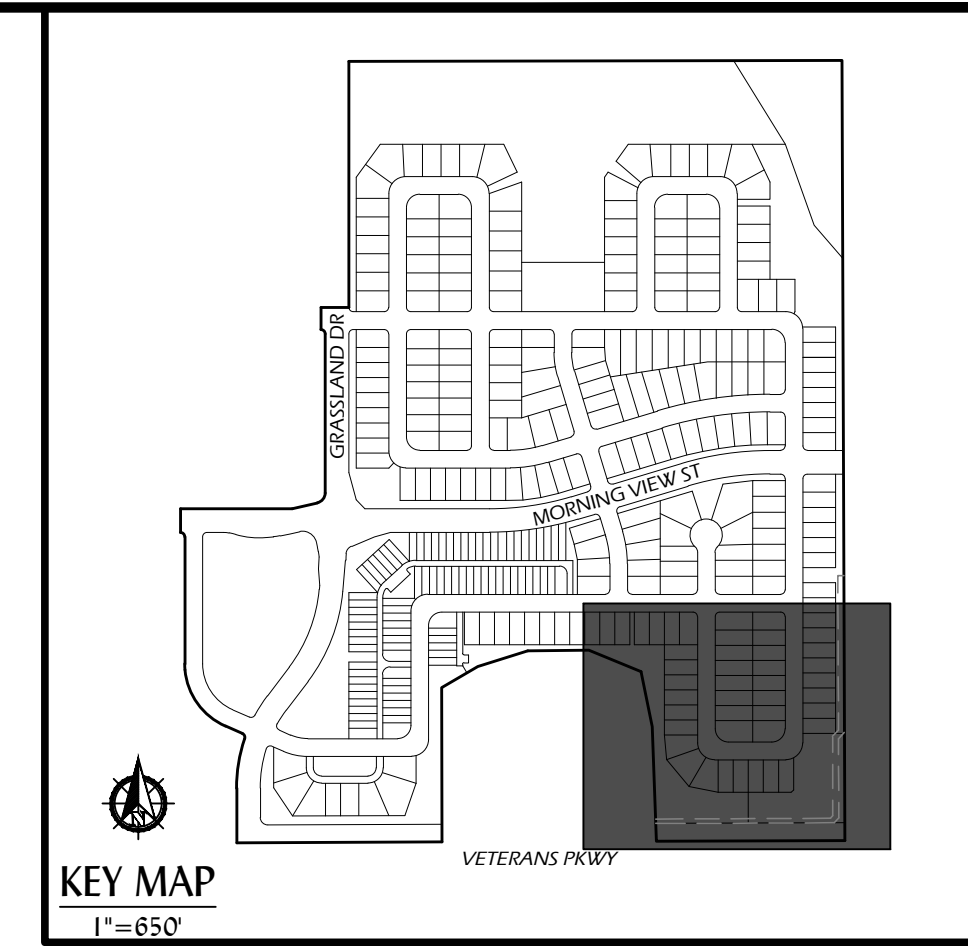 GRASSLAND DR
MORNING VIEW ST
VETERANS PKWY
N
KEY MAP
1"=650'